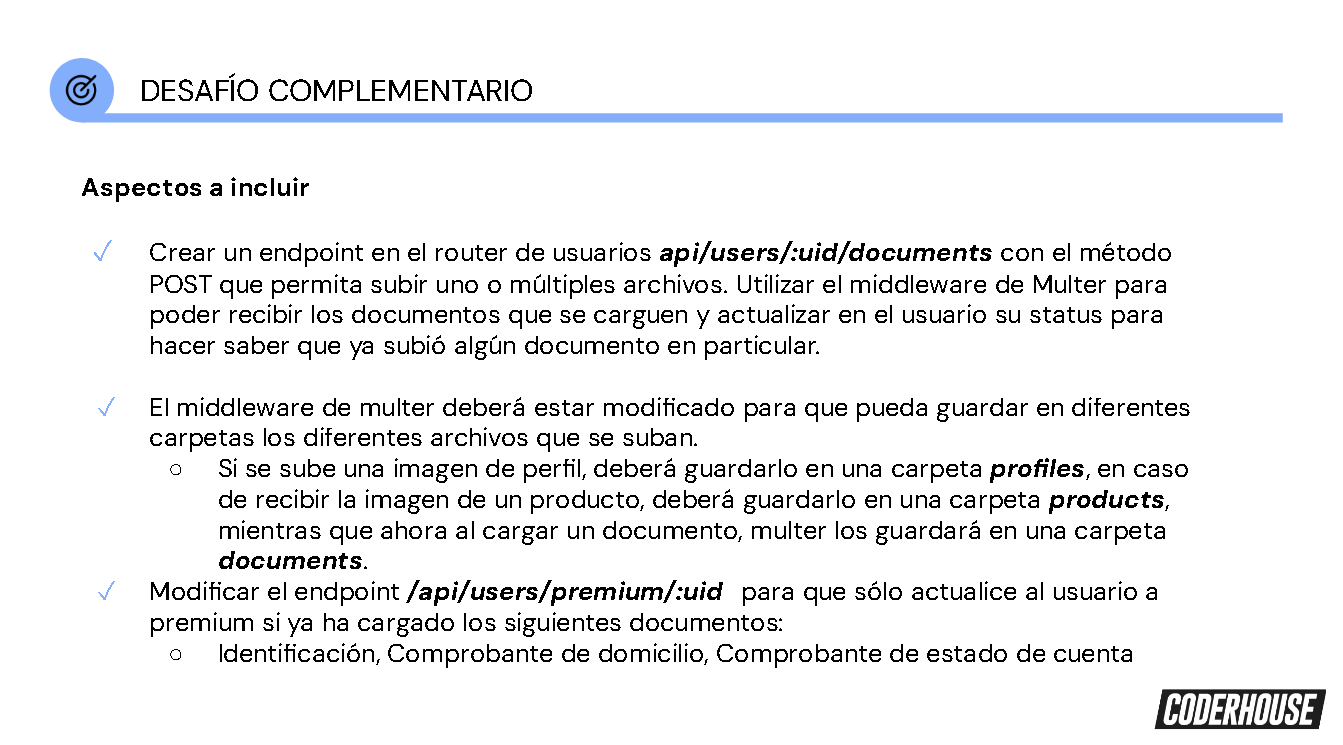 DESAFÍO COMPLEMENTARIO
Aspectos a incluir
✓ Crear un endpoint en el router de usuarios api/users/:uid/documents con el método
POST que permita subir uno o múltiples archivos. Utilizar el middleware de Multer para
poder recibir los documentos que se carguen y actualizar en el usuario su status para
hacer saber que ya subió algún documento en particular.
✓ El middleware de multer deberá estar modificado para que pueda guardar en diferentes
carpetas los diferentes archivos que se suban.
○ Si se sube una imagen de perfil, deberá guardarlo en una carpeta profiles, en caso
de recibir la imagen de un producto, deberá guardarlo en una carpeta products,
mientras que ahora al cargar un documento, multer los guardará en una carpeta
documents.
✓ Modificar el endpoint /api/users/premium/:uid para que sólo actualice al usuario a
premium si ya ha cargado los siguientes documentos:
○ Identificación, Comprobante de domicilio, Comprobante de estado de cuenta
CODERHOUSE